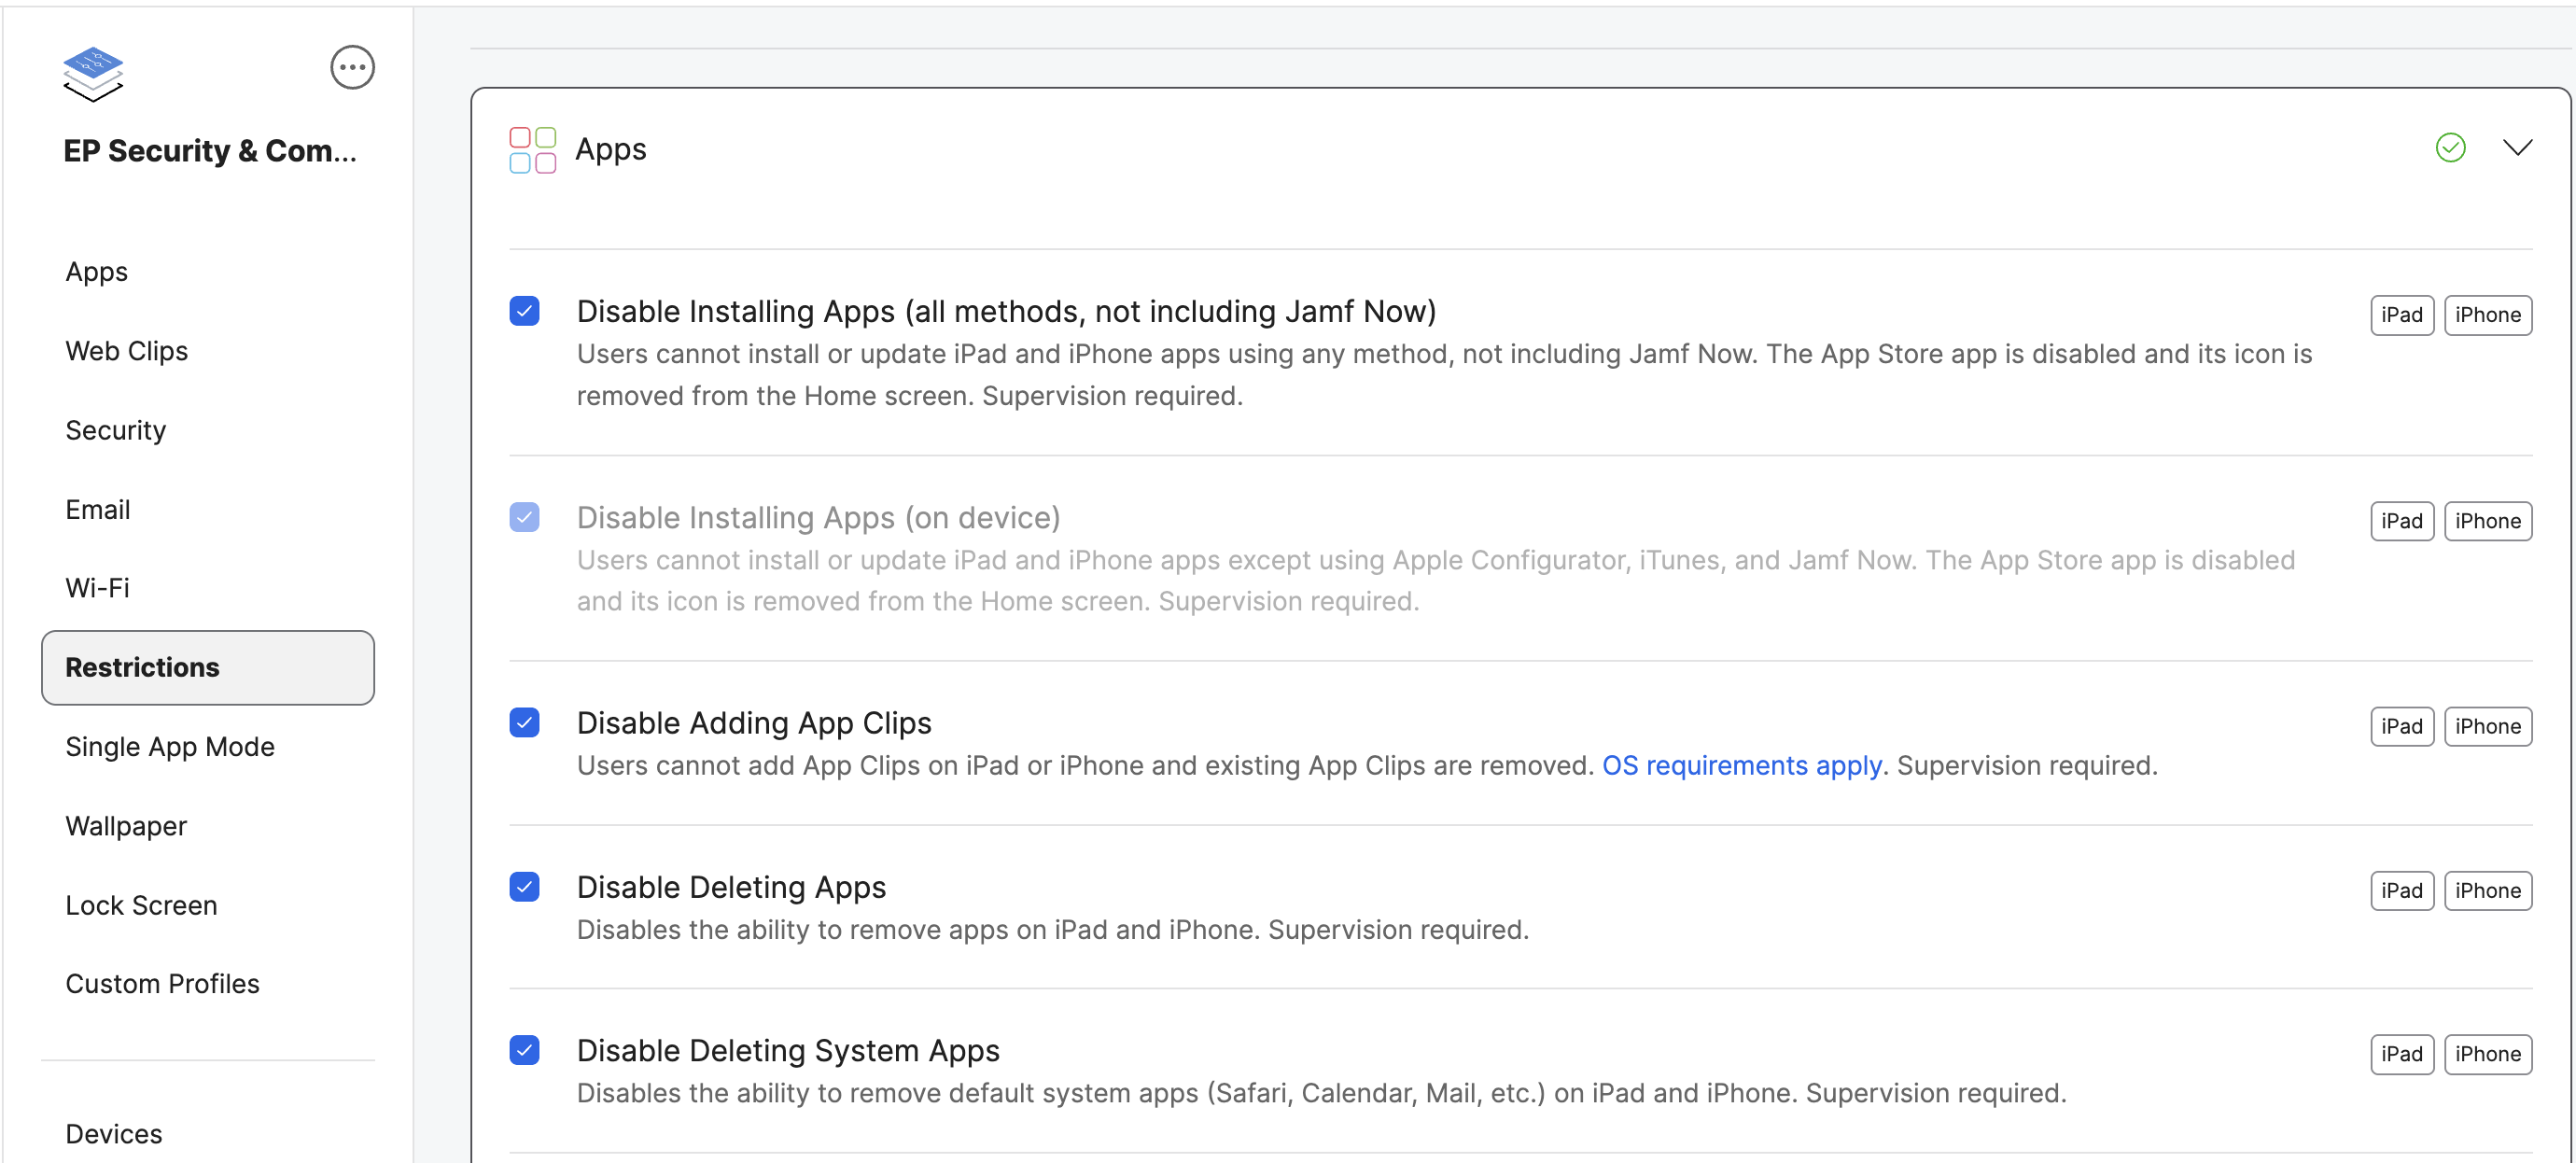 EP Security & Com...
Apps
Web Clips
Security
Email
Wi-Fi
Restrictions
Single App Mode
Wallpaper
Lock Screen
Custom Profiles
Devices
Apps
Disable Installing Apps (all methods, not including Jamf Now)
iPad iPhone
Users cannot install or update iPad and iPhone apps using any method, not including Jamf Now. The App Store app is disabled and its icon is
removed from the Home screen. Supervision required.
Disable Installing Apps (on device)
iPad iPhone
Users cannot install or update iPad and iPhone apps except using Apple Configurator, iTunes, and Jamf Now. The App Store app is disabled
and its icon is removed from the Home screen. Supervision required.
Disable Adding App Clips
iPad iPhone
Users cannot add App Clips on iPad or iPhone and existing App Clips are removed. OS requirements apply. Supervision required.
Disable Deleting Apps
iPad iPhone
Disables the ability to remove apps on iPad and iPhone. Supervision required.
Disable Deleting System Apps
iPad iPhone
Disables the ability to remove default system apps (Safari, Calendar, Mail, etc.) on iPad and iPhone. Supervision required.